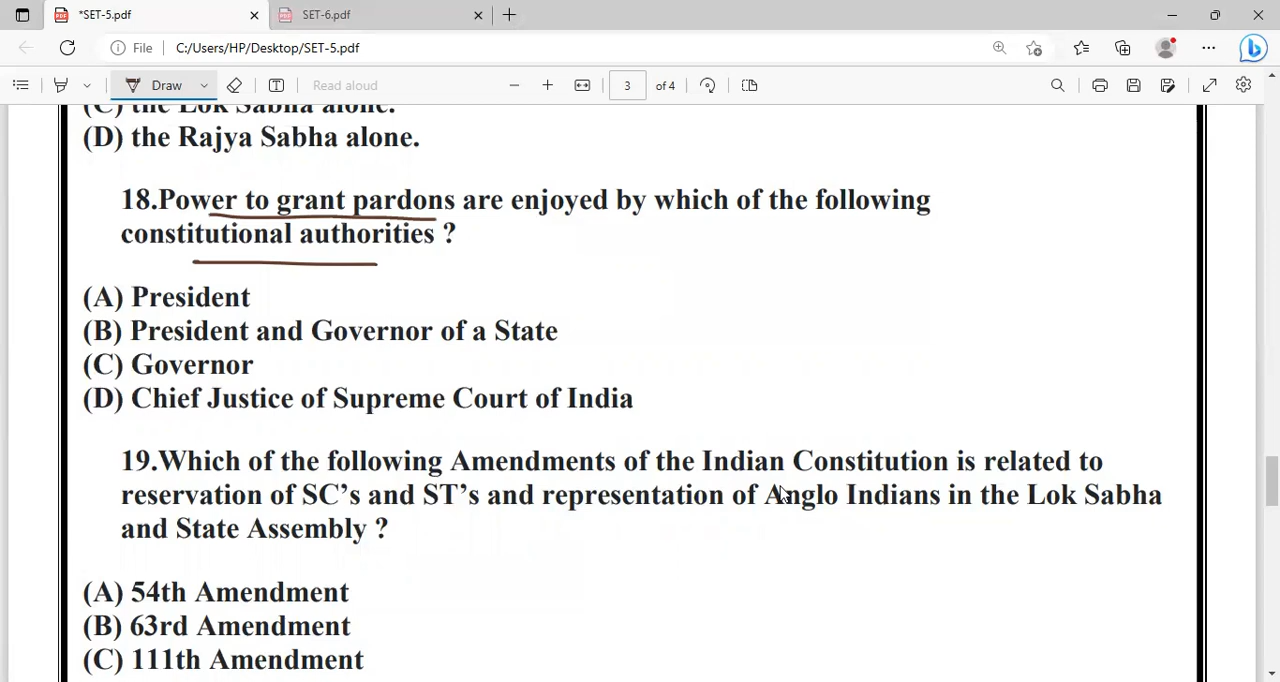 *SET-5.pdf
SET-6.pdf
File C:/Users/HP/Desktop/SET-5.pdf
Draw Read aloud 3 of 4
(C) the Lok Sabha alone.
(D) the Rajya Sabha alone.
18.Power to grant pardons are enjoyed by which of the following
constitutional authorities ?
(A) President
(B) President and Governor of a State
(C) Governor
(D) Chief Justice of Supreme Court of India
19.Which of the following Amendments of the Indian Constitution is related to
reservation of SC’s and ST’s and representation of Anglo Indians in the Lok Sabha
and State Assembly ?
(A) 54th Amendment
(B) 63rd Amendment
(C) 111th Amendment